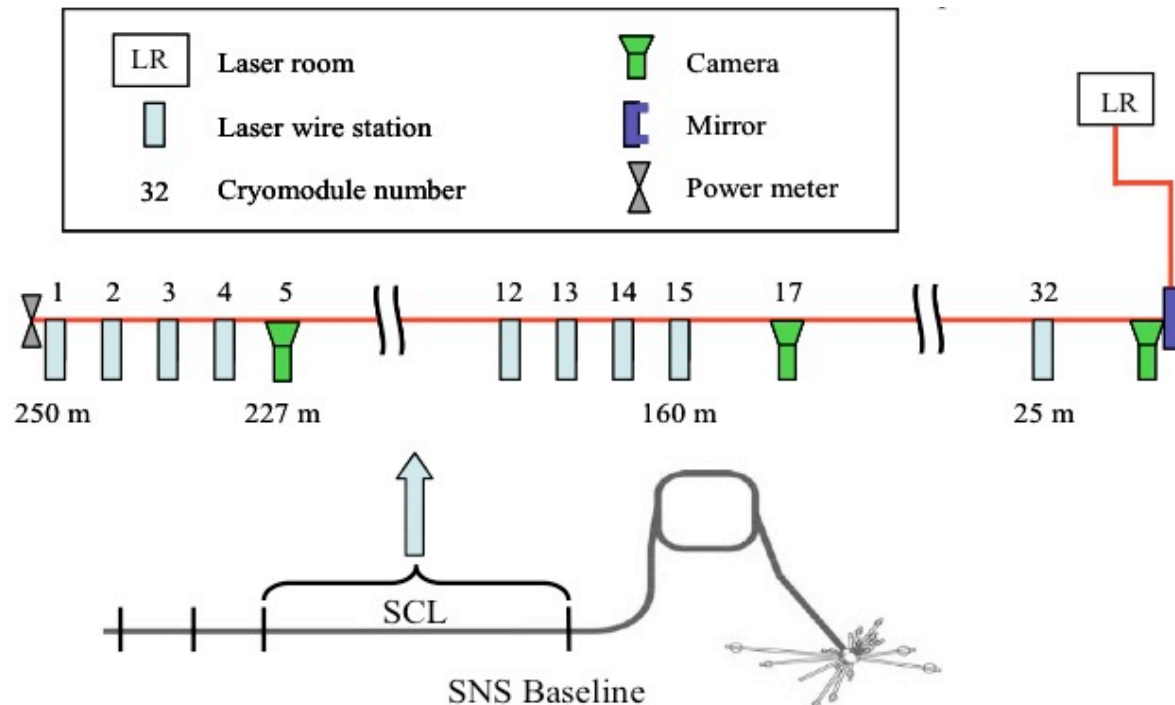 LR Laser room Camera
Laser wire station Mirror
32 Cryomodule number Power meter
LR
1 2 3 4 5 12 13 14 15 17 32
250 m 227 m 160 m 25 m
SCL
SNS Baseline